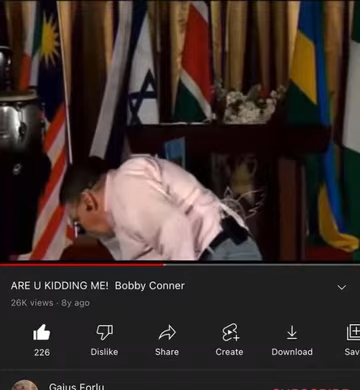 ARE U KIDDING ME! Bobby Conner
26K views · 8y ago
226
Dislike
Share
Create
Download
Gaius Forlu